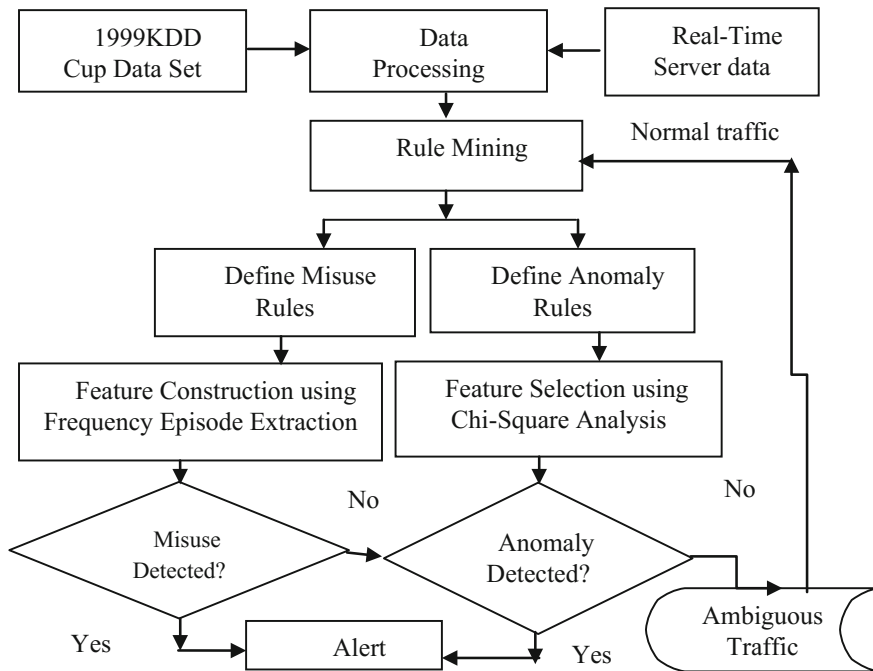 1999KDD
Cup Data Set
Data
Processing
Real-Time
Server data
Rule Mining
Normal traffic
Define Misuse
Rules
Define Anomaly
Rules
Feature Construction using
Frequency Episode Extraction
Feature Selection using
Chi-Square Analysis
No
No
Misuse
Detected?
Anomaly
Detected?
Ambiguous
Traffic
Yes
Alert
Yes